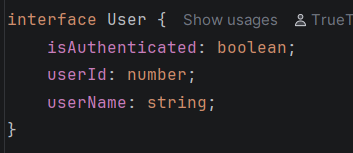 interface User { Show usages TrueT
    isAuthenticated: boolean;
    userId: number;
    userName: string;
}